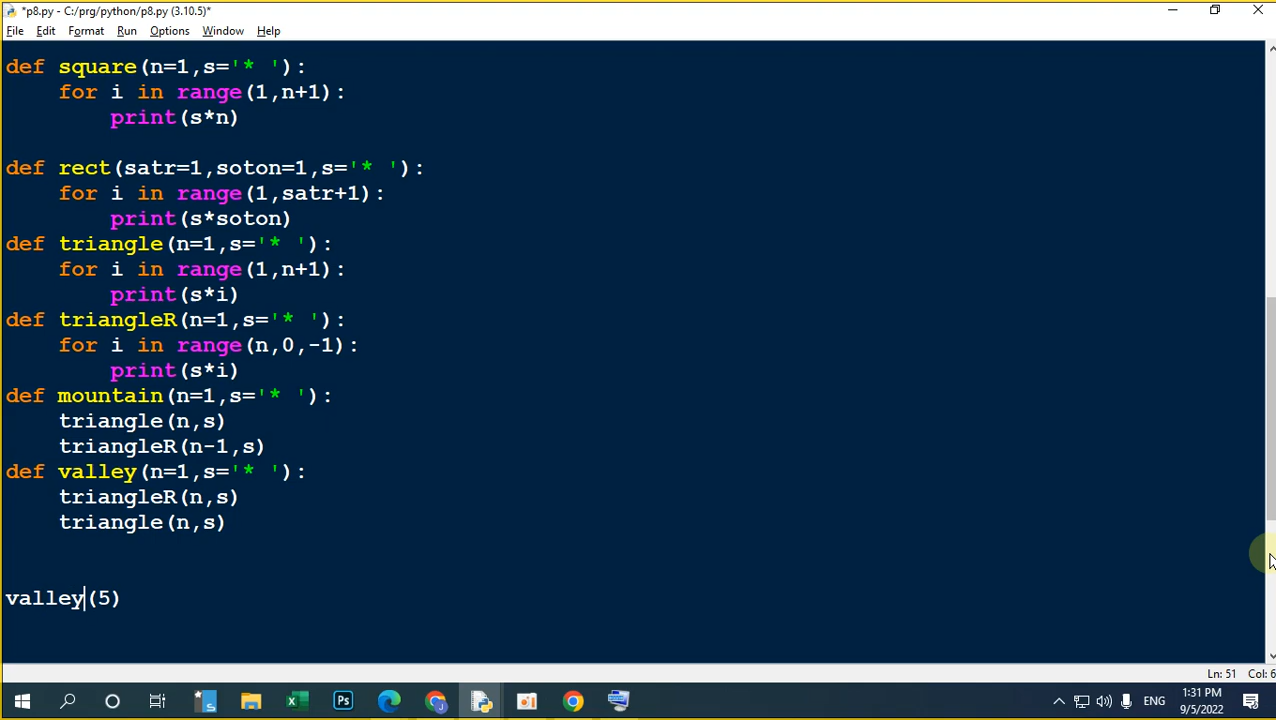 *p8.py - C:/prg/python/p8.py (3.10.5)*
File Edit Format Run Options Window Help
def square(n=1,s='* '):
    for i in range(1,n+1):
        print(s*n)

def rect(satr=1,soton=1,s='* '):
    for i in range(1,satr+1):
        print(s*soton)
def triangle(n=1,s='* '):
    for i in range(1,n+1):
        print(s*i)
def triangleR(n=1,s='* '):
    for i in range(n,0,-1):
        print(s*i)
def mountain(n=1,s='* '):
    triangle(n,s)
    triangleR(n-1,s)
def valley(n=1,s='* '):
    triangleR(n,s)
    triangle(n,s)

valley(5)
Ln: 51 Col: 6
ENG
1:31 PM
9/5/2022